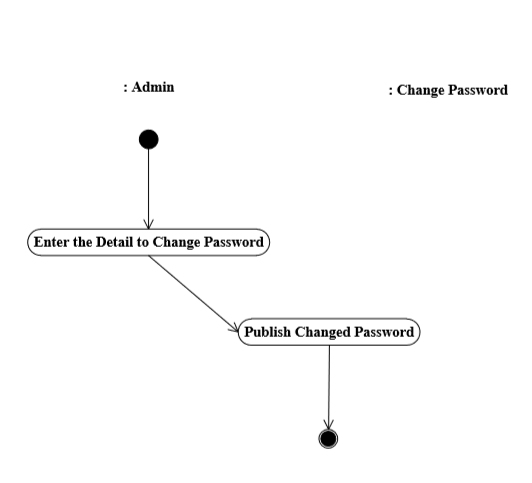 : Admin
: Change Password
Enter the Detail to Change Password
Publish Changed Password